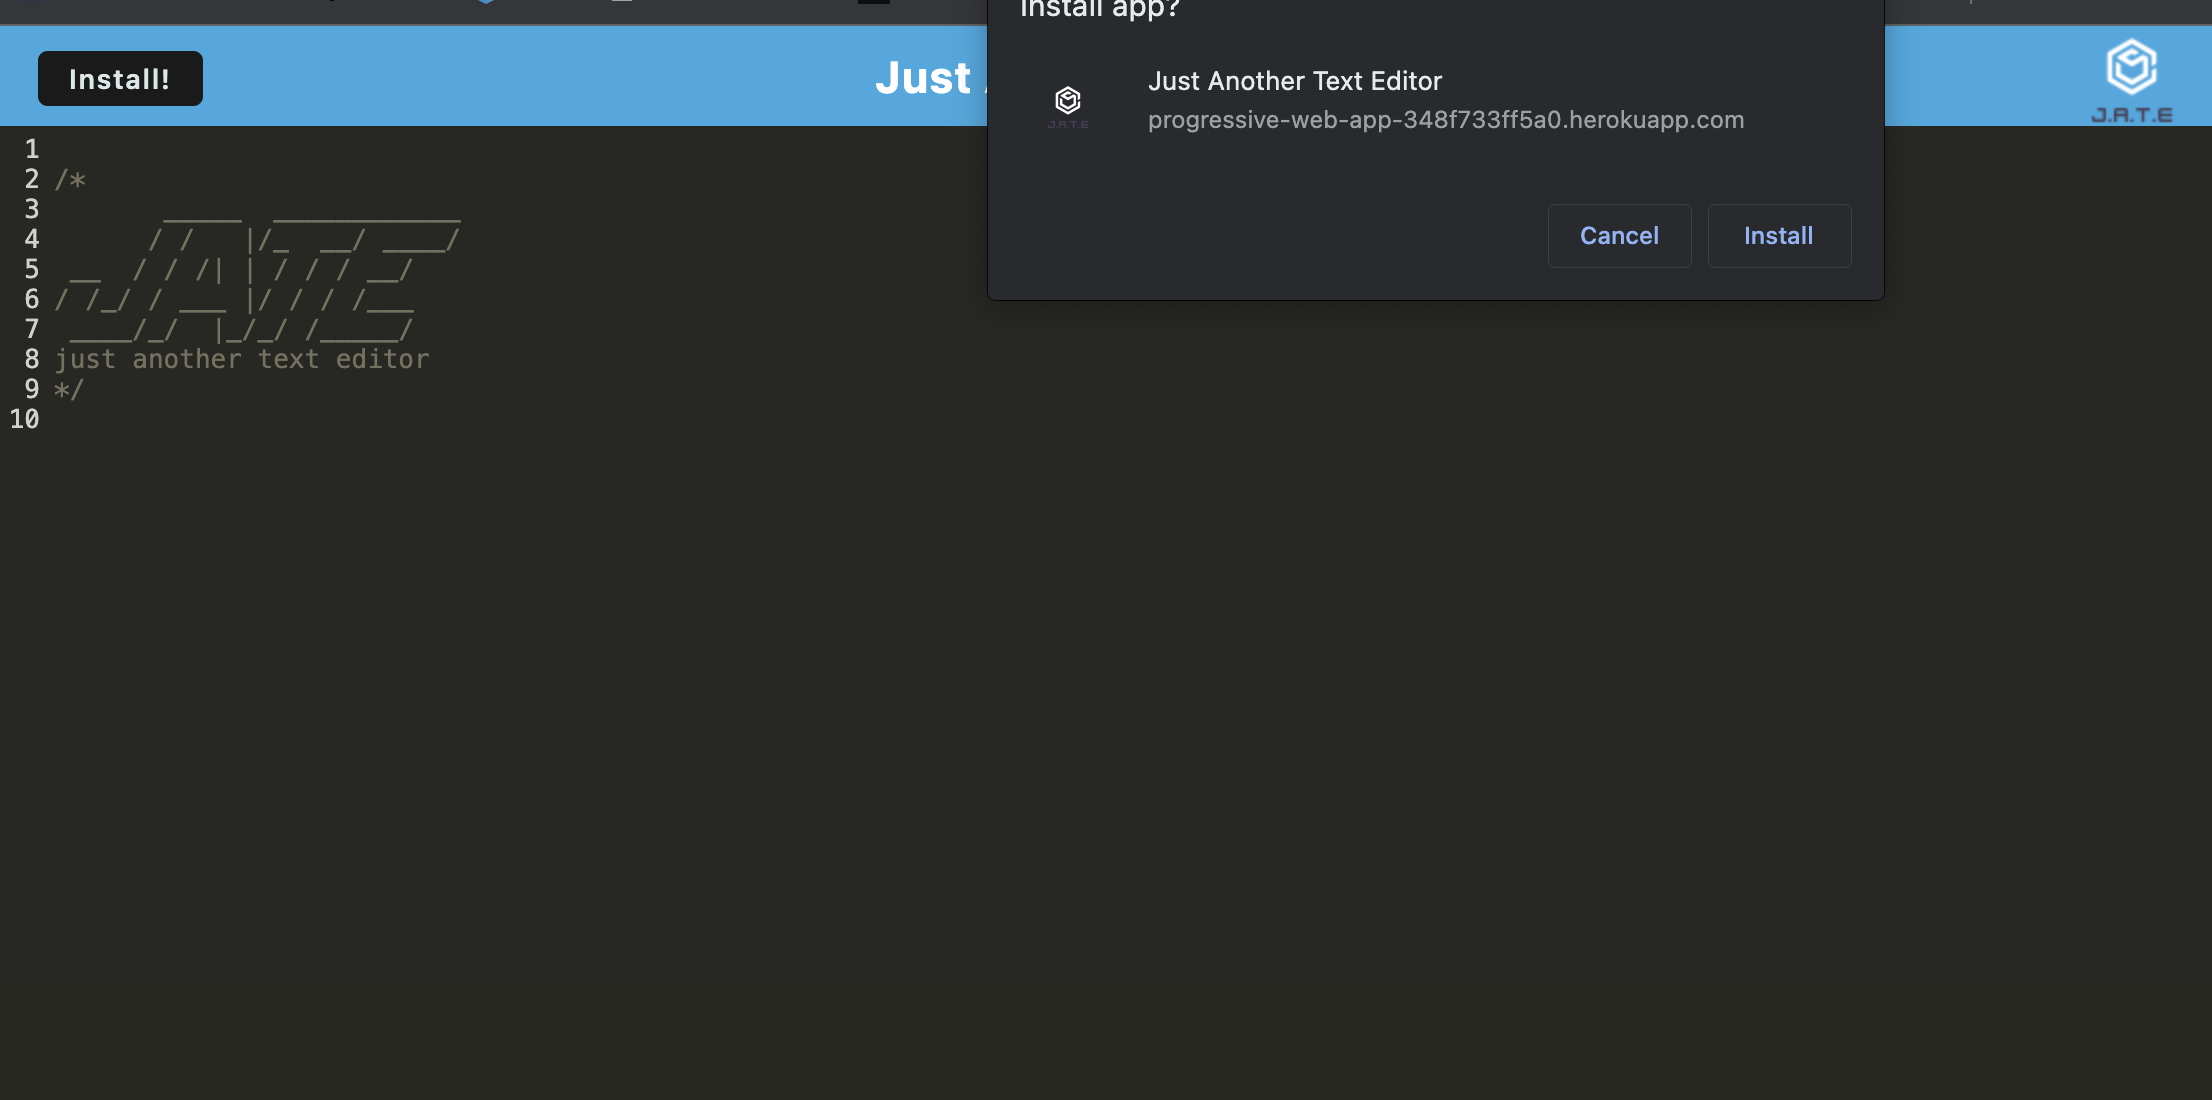 Install app?
Install!
Just
Just Another Text Editor
progressive-web-app-348f733ff5a0.herokuapp.com
J.A.T.E
J.A.T.E
Cancel
Install
1
2 /*
3        _____  ____________
4       / /    |/_  __/ ____/
5  __  / / /| | / / / __/
6 / /_/ / ___ |/ / / /___
7  ____/_/  |_/_/ /_____/
8 just another text editor
9 */
10